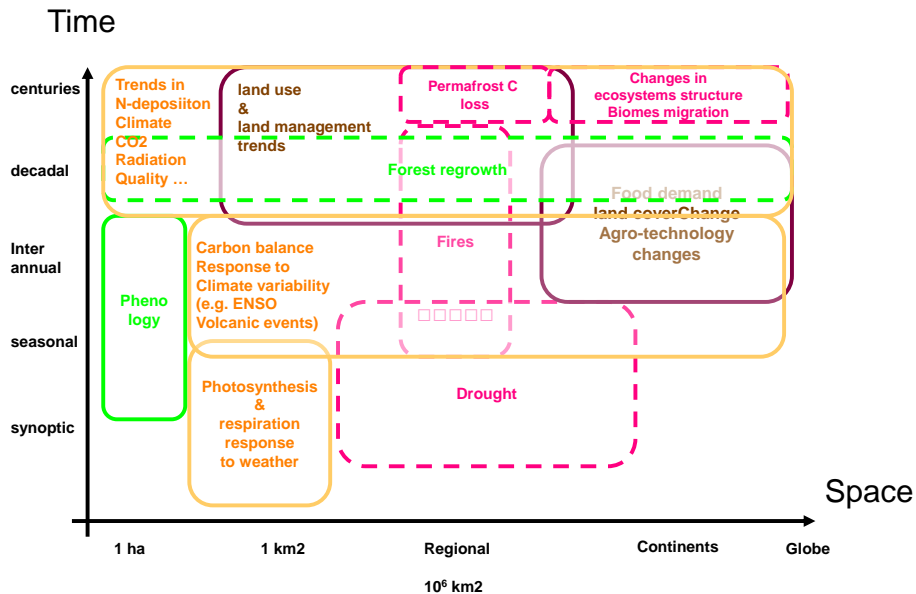 Time
centuries
decadal
Inter
annual
seasonal
synoptic
Trends in
N-deposiiton
Climate
CO2
Radiation
Quality …
land use
&
land management
trends
Permafrost C
loss
Changes in
ecosystems structure
Biomes migration
Forest regrowth
Food demand
land coverChange
Agro-technology
changes
Fires
□□□□□
Carbon balance
Response to
Climate variability
(e.g. ENSO
Volcanic events)
Pheno
logy
Photosynthesis
&
respiration
response
to weather
Drought
Space
1 ha
1 km2
Regional
Continents
Globe
10⁶ km2